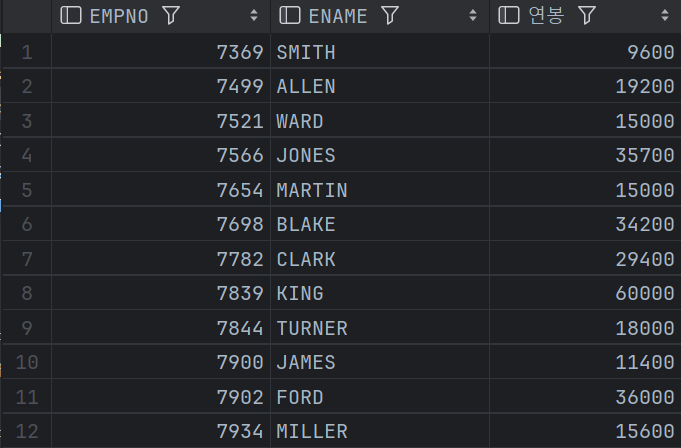 EMPNO ENAME 연봉
1 7369 SMITH 9600
2 7499 ALLEN 19200
3 7521 WARD 15000
4 7566 JONES 35700
5 7654 MARTIN 15000
6 7698 BLAKE 34200
7 7782 CLARK 29400
8 7839 KING 60000
9 7844 TURNER 18000
10 7900 JAMES 11400
11 7902 FORD 36000
12 7934 MILLER 15600